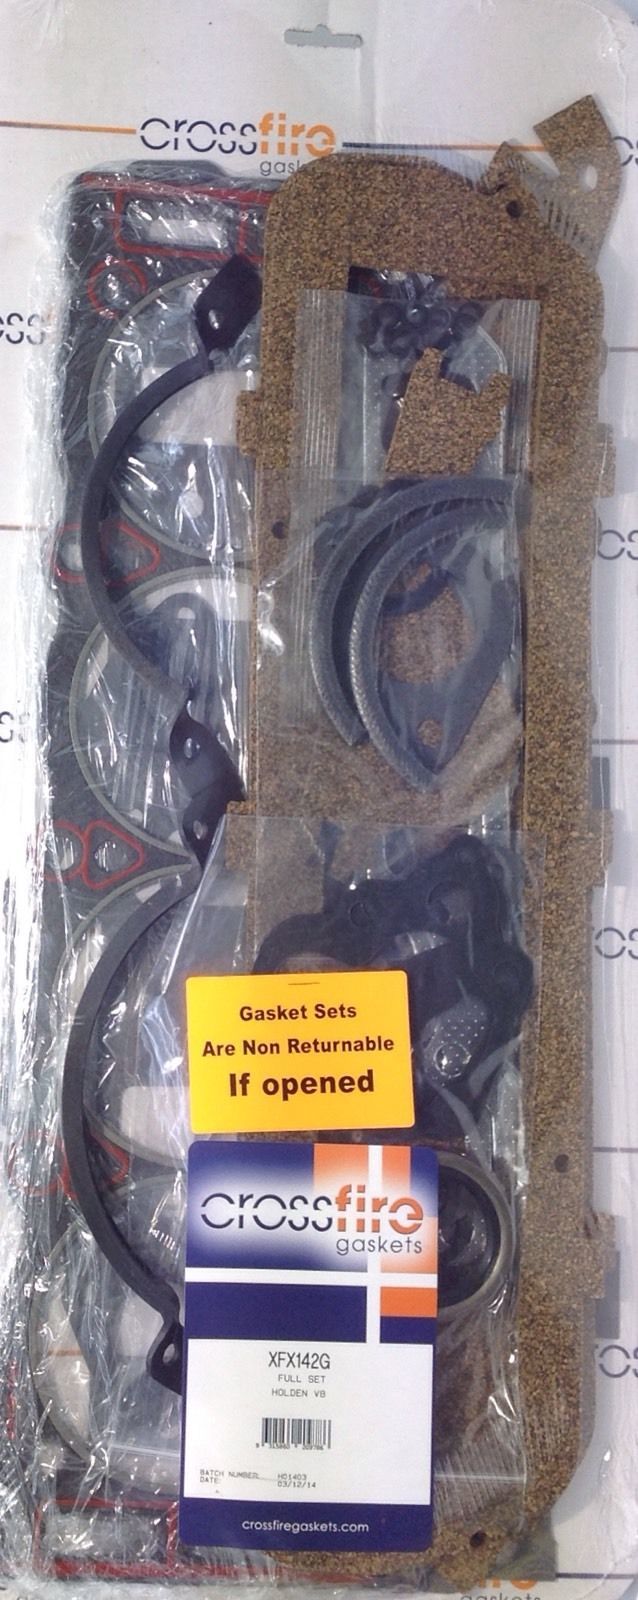 crossfire
gaskets
Gasket Sets
Are Non Returnable
If opened
crossfire
gaskets
XFX142G
FULL SET
HOLDEN V8
BATCH NUMBER: H01403
DATE: 03/12/14
crossfiregaskets.com